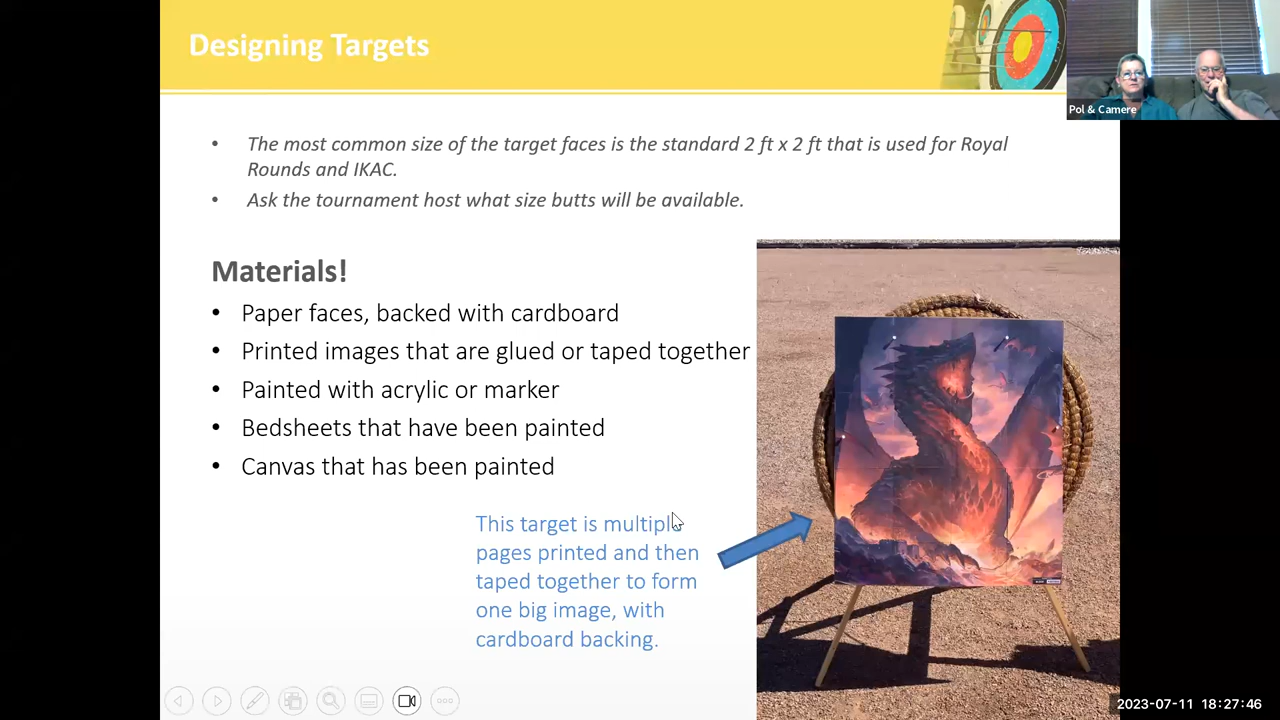 Designing Targets
Pol & Camere
• The most common size of the target faces is the standard 2 ft x 2 ft that is used for Royal
Rounds and IKAC.
• Ask the tournament host what size butts will be available.
Materials!
• Paper faces, backed with cardboard
• Printed images that are glued or taped together
• Painted with acrylic or marker
• Bedsheets that have been painted
• Canvas that has been painted
This target is multiple
pages printed and then
taped together to form
one big image, with
cardboard backing.
2023-07-11 18:27:46